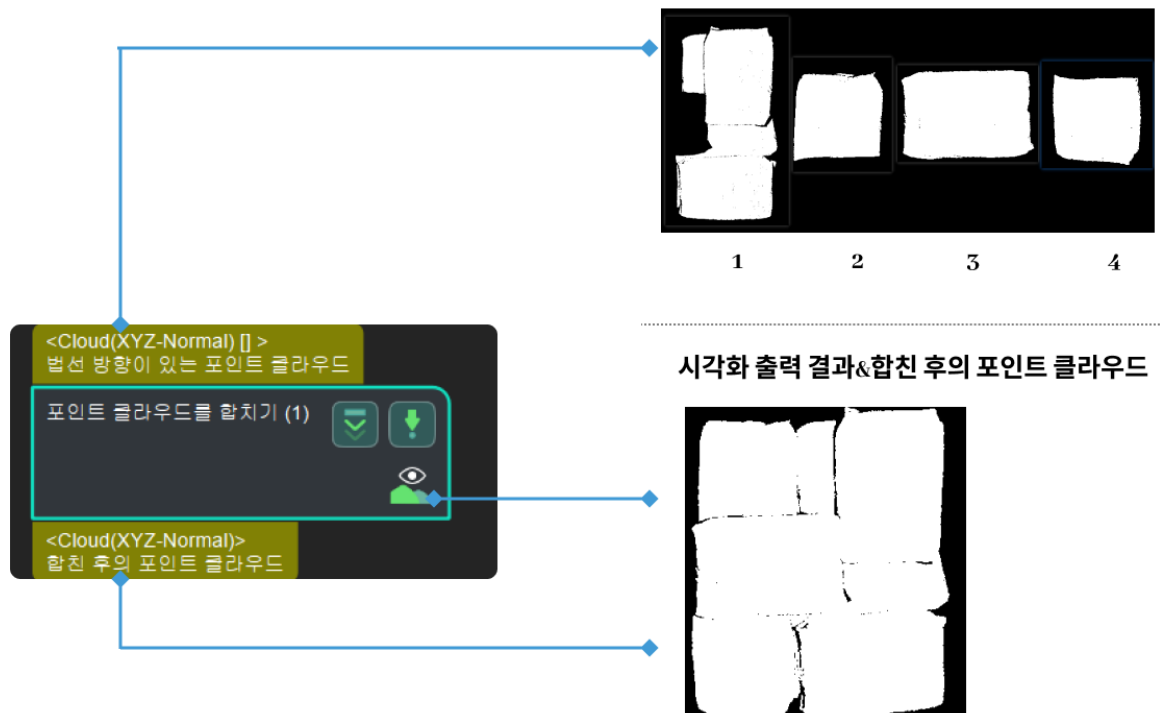 1 2 3 4
<Cloud(XYZ-Normal) [] >
법선 방향이 있는 포인트 클라우드
포인트 클라우드를 합치기 (1)
<Cloud(XYZ-Normal)>
합친 후의 포인트 클라우드
시각화 출력 결과&합친 후의 포인트 클라우드